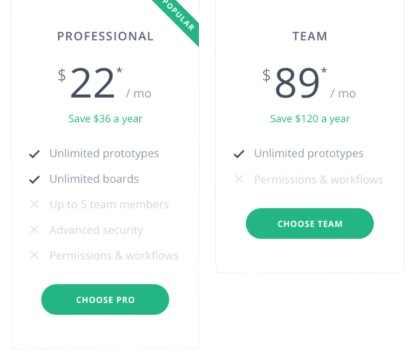 POPULAR
PROFESSIONAL
$22* / mo
Save $36 a year
Unlimited prototypes
Unlimited boards
Up to 5 team members
Advanced security
Permissions & workflows
CHOOSE PRO
TEAM
$89* / mo
Save $120 a year
Unlimited prototypes
Permissions & workflows
CHOOSE TEAM